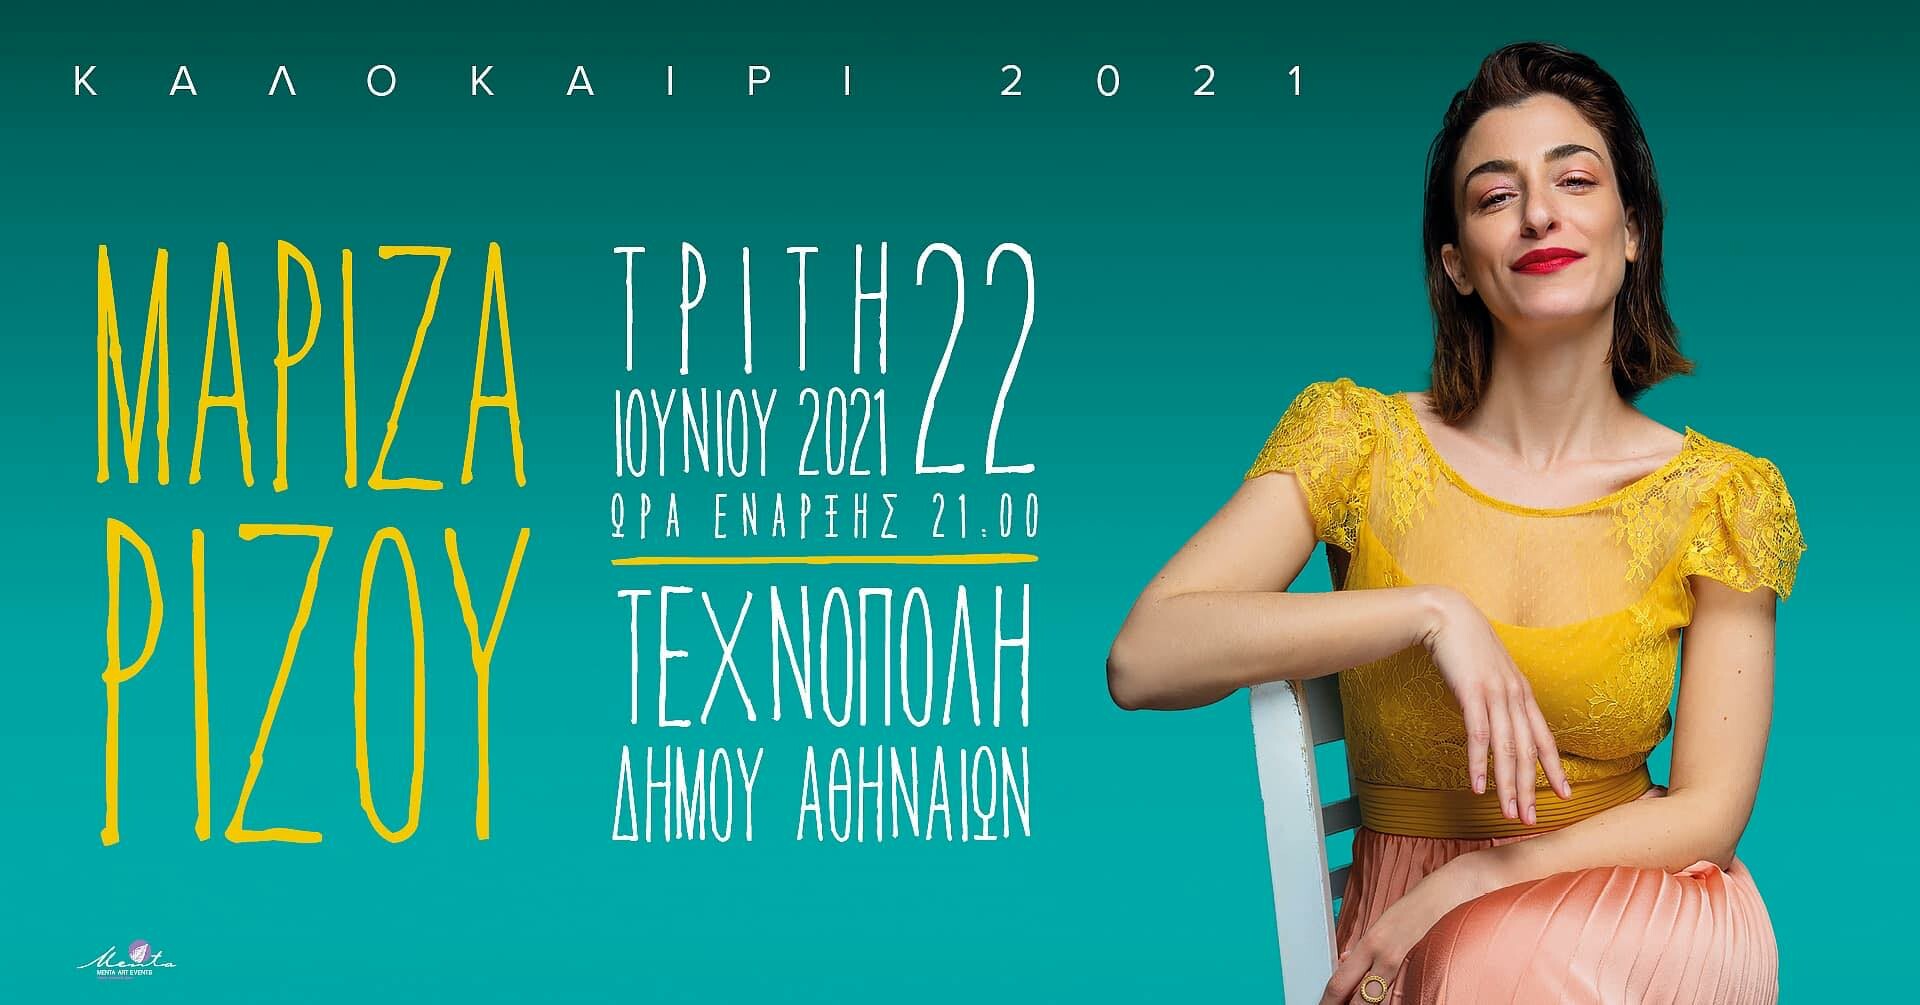 ΚΑΛΟΚΑΙΡΙ 2021
ΜΑΡΙΖΑ
ΡΙΖΟΥ
ΤΡΙΤΗ 22
ΙΟΥΝΙΟΥ 2021
ΩΡΑ ΕΝΑΡΞΗΣ 21:00
ΤΕΧΝΟΠΟΛΗ
ΔΗΜΟΥ ΑΘΗΝΑΙΩΝ
Menta
MENTA ART EVENTS